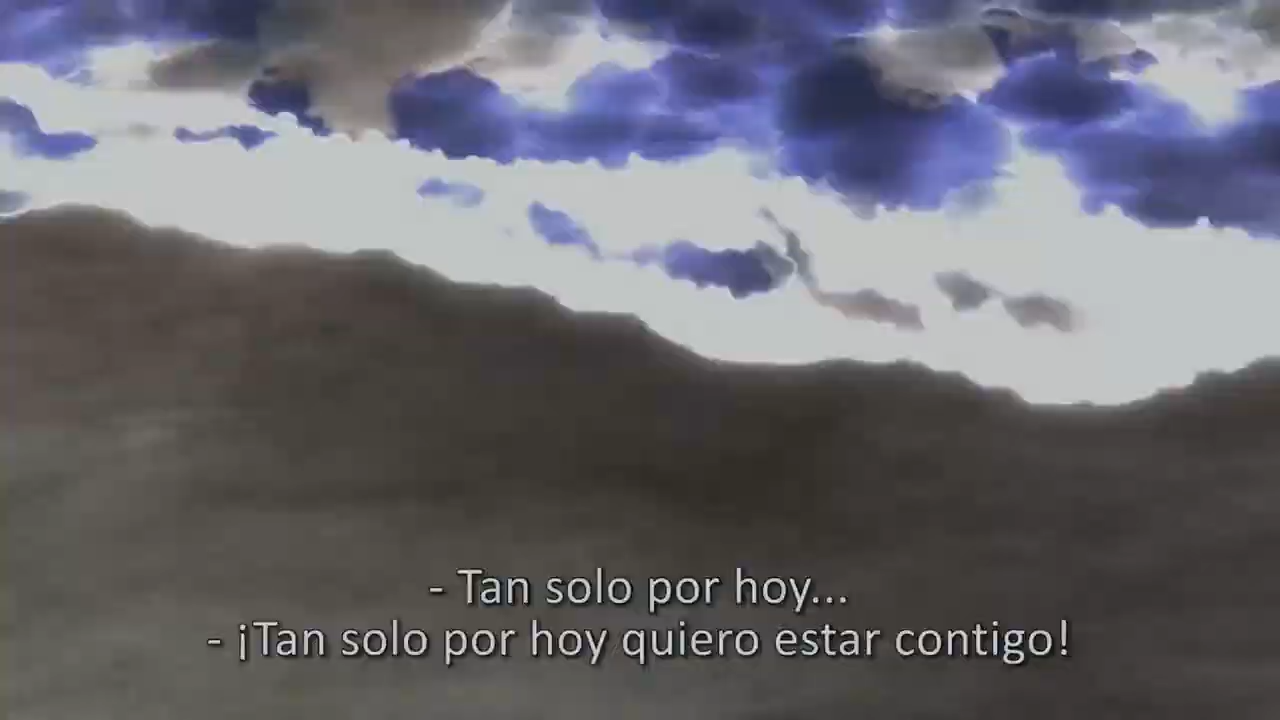 - Tan solo por hoy...
- ¡Tan solo por hoy quiero estar contigo!